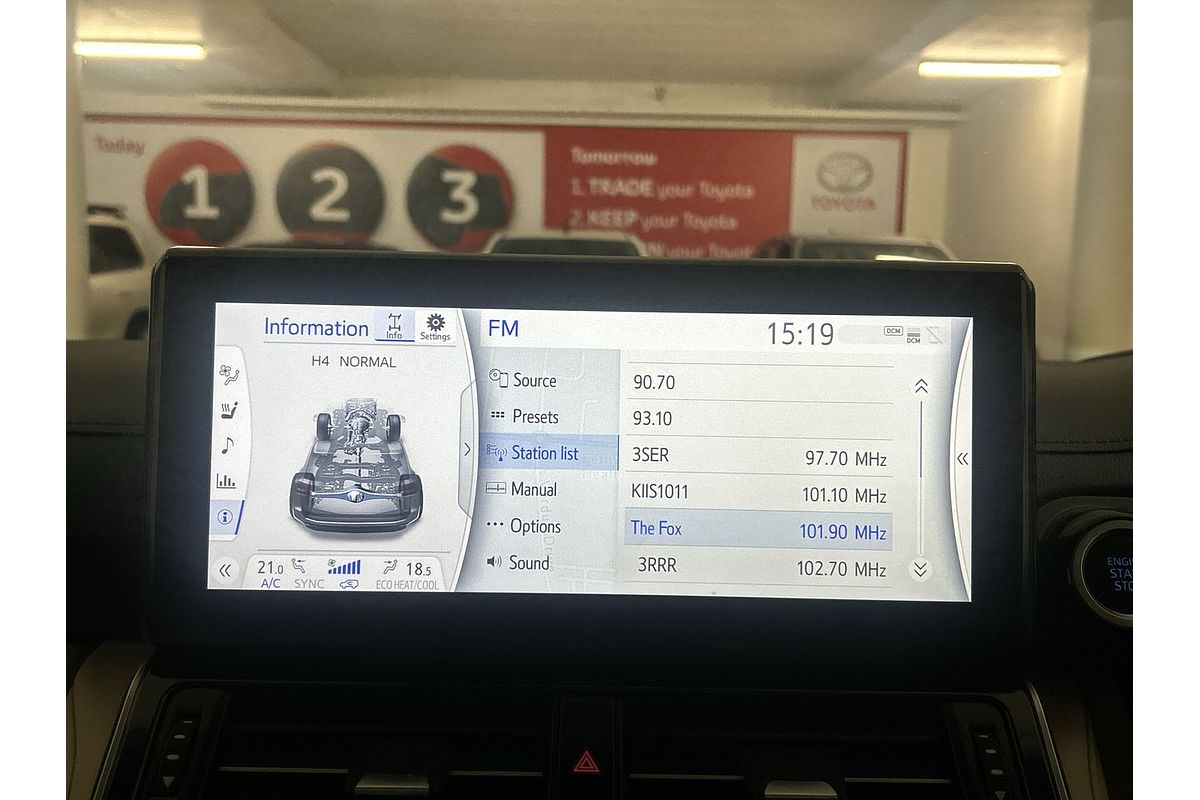 Today
1 2 3
Tomorrow
1. TRADE your Toyota
2. KEEP your Toyota
your Toyota
TOYOTA
Information
Info
Settings
H4 NORMAL
21.0
A/C
SYNC
18.5
ECO HEAT/COOL
FM
15:19
DCM
DCM
Source
Presets
Station list
Manual
Options
Sound
90.70
93.10
3SER 97.70 MHz
KIIS1011 101.10 MHz
The Fox 101.90 MHz
3RRR 102.70 MHz